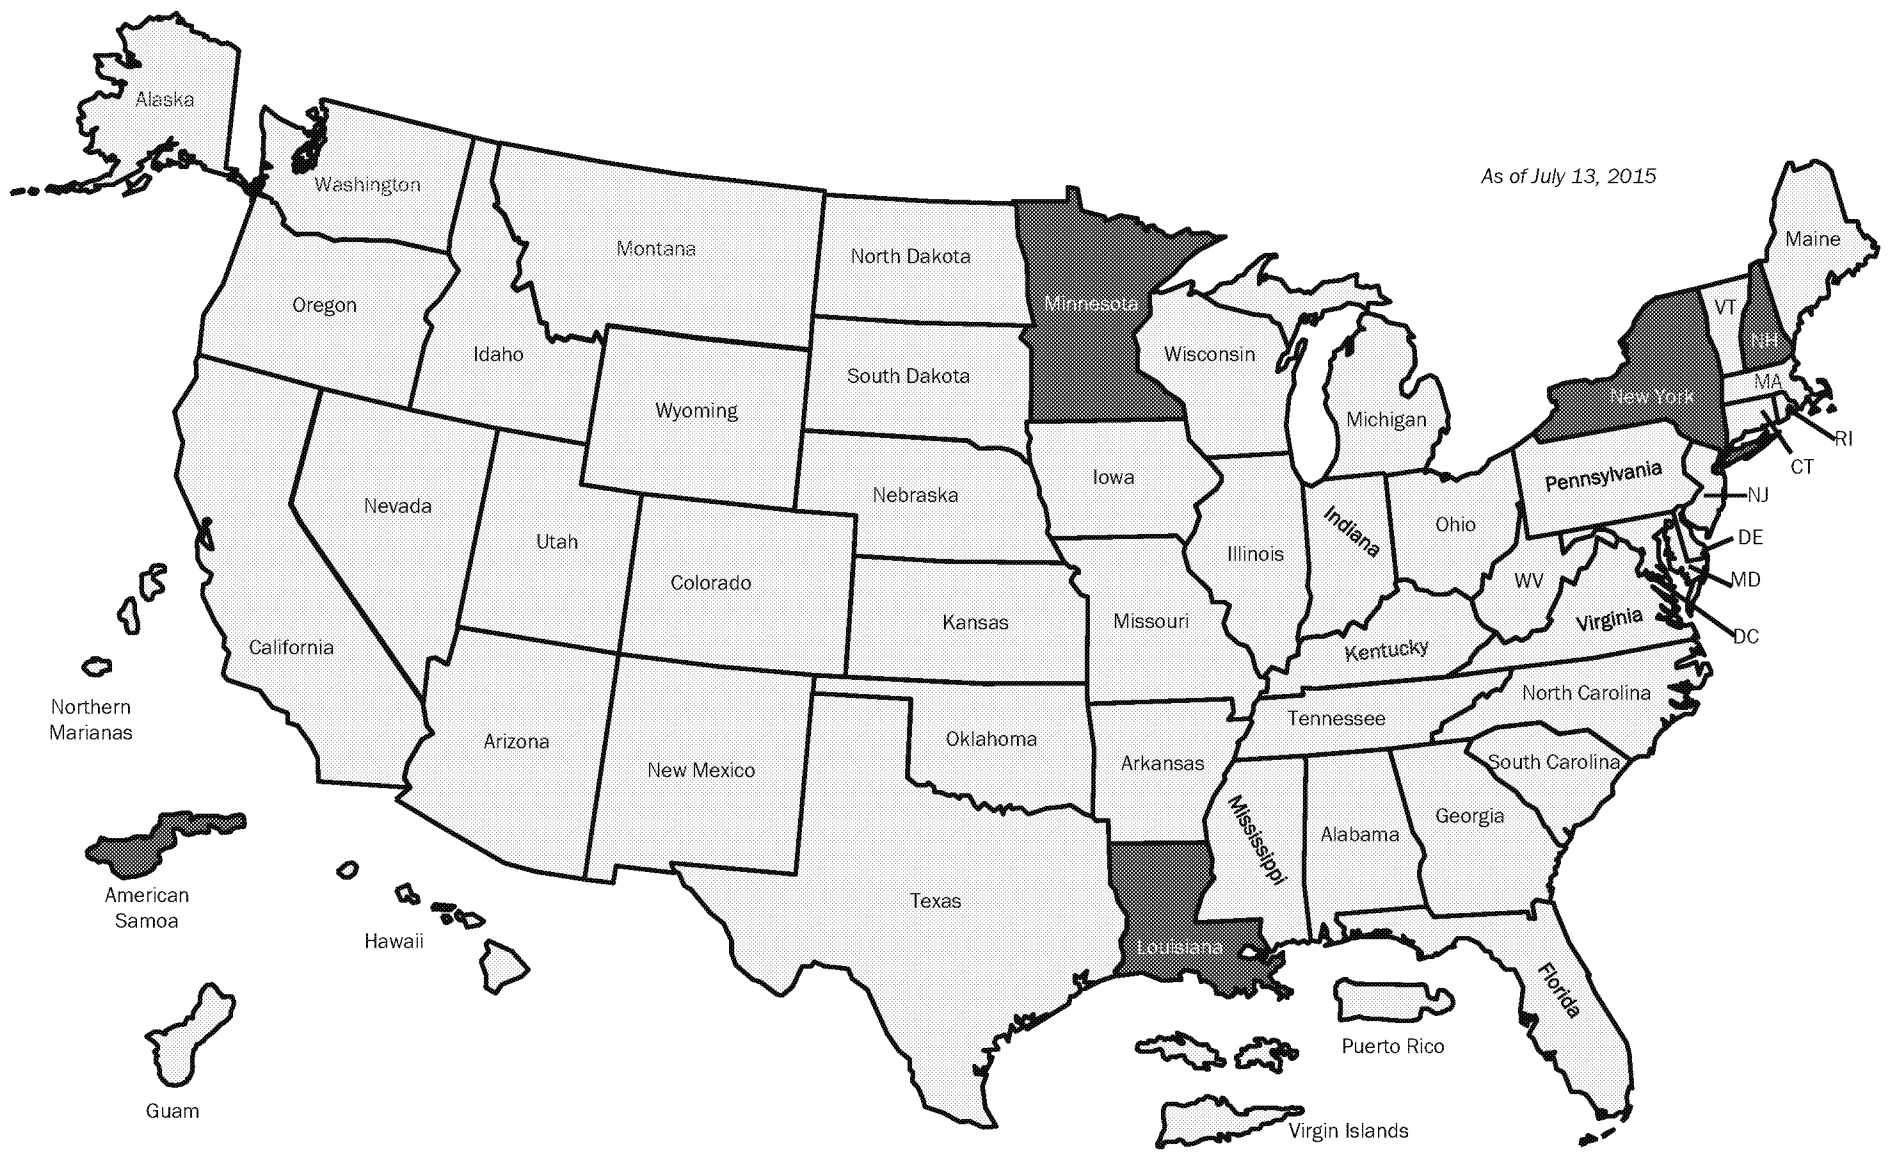 Alaska
Washington
As of July 13, 2015
Montana
North Dakota
Maine
Oregon
Minnesota
VT
NH
Idaho
Wisconsin
South Dakota
MA
Wyoming
New York
Michigan
RI
CT
Iowa
Pennsylvania
Nebraska
NJ
Nevada
Ohio
Indiana
DE
Utah
Illinois
Colorado
WV
MD
Kansas
Missouri
Virginia
DC
California
Kentucky
Northern
Marianas
North Carolina
Tennessee
Arizona
Oklahoma
New Mexico
Arkansas
South Carolina
Georgia
Mississippi
Alabama
American
Samoa
Texas
Hawaii
Louisiana
Florida
Puerto Rico
Guam
Virgin Islands